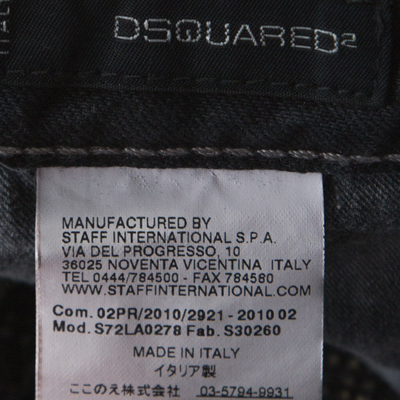 ITALY
DSQUARED²
MANUFACTURED BY
STAFF INTERNATIONAL S.P.A.
VIA DEL PROGRESSO, 10
36025 NOVENTA VICENTINA ITALY
TEL 0444/784500 - FAX 784580
WWW.STAFFINTERNATIONAL.COM
Com. 02PR/2010/2921 - 2010 02
Mod. S72LA0278 Fab. S30260
MADE IN ITALY
イタリア製
ここのえ株式会社 03-5794-9931